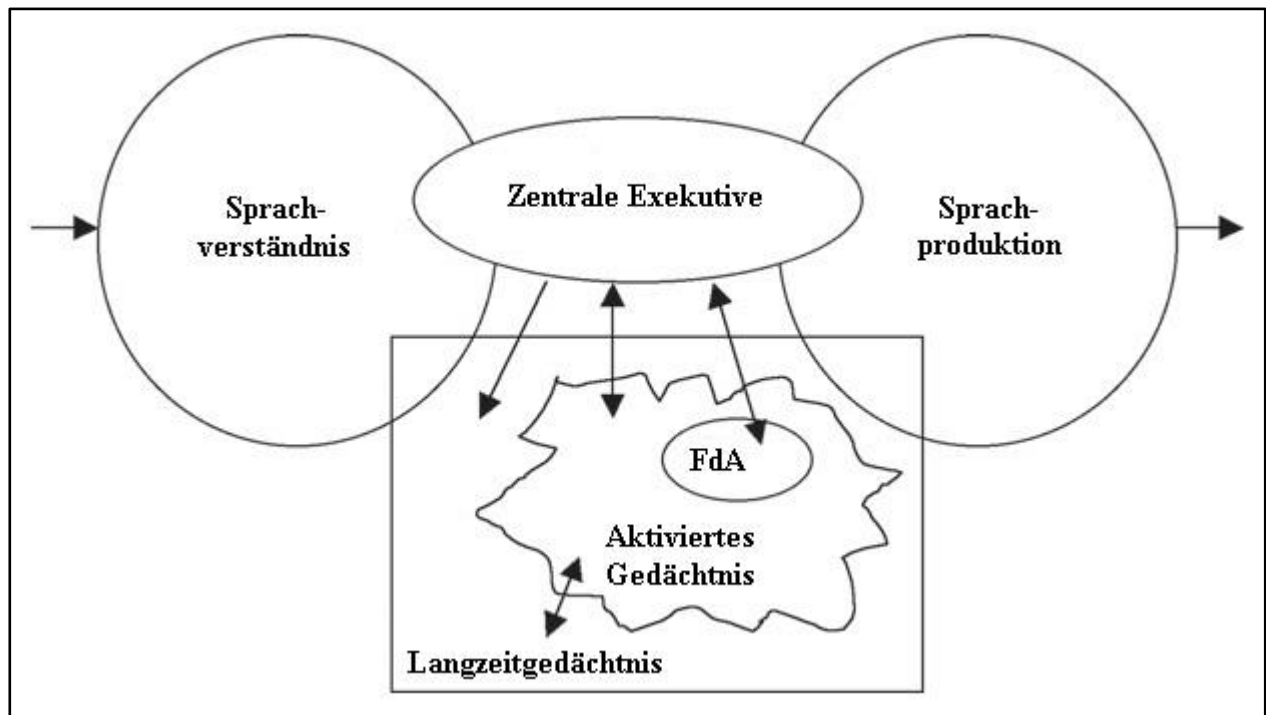 Sprach-
verständnis
Zentrale Exekutive
Sprach-
produktion
FdA
Aktiviertes
Gedächtnis
Langzeitgedächtnis